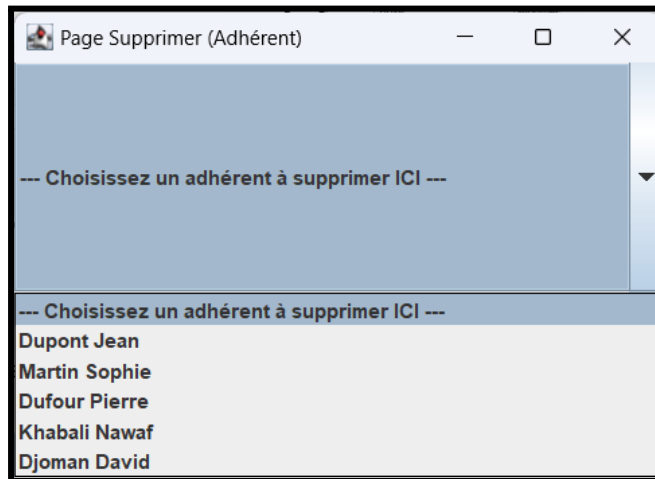 Page Supprimer (Adhérent)
--- Choisissez un adhérent à supprimer ICI ---
--- Choisissez un adhérent à supprimer ICI ---
Dupont Jean
Martin Sophie
Dufour Pierre
Khabali Nawaf
Djoman David